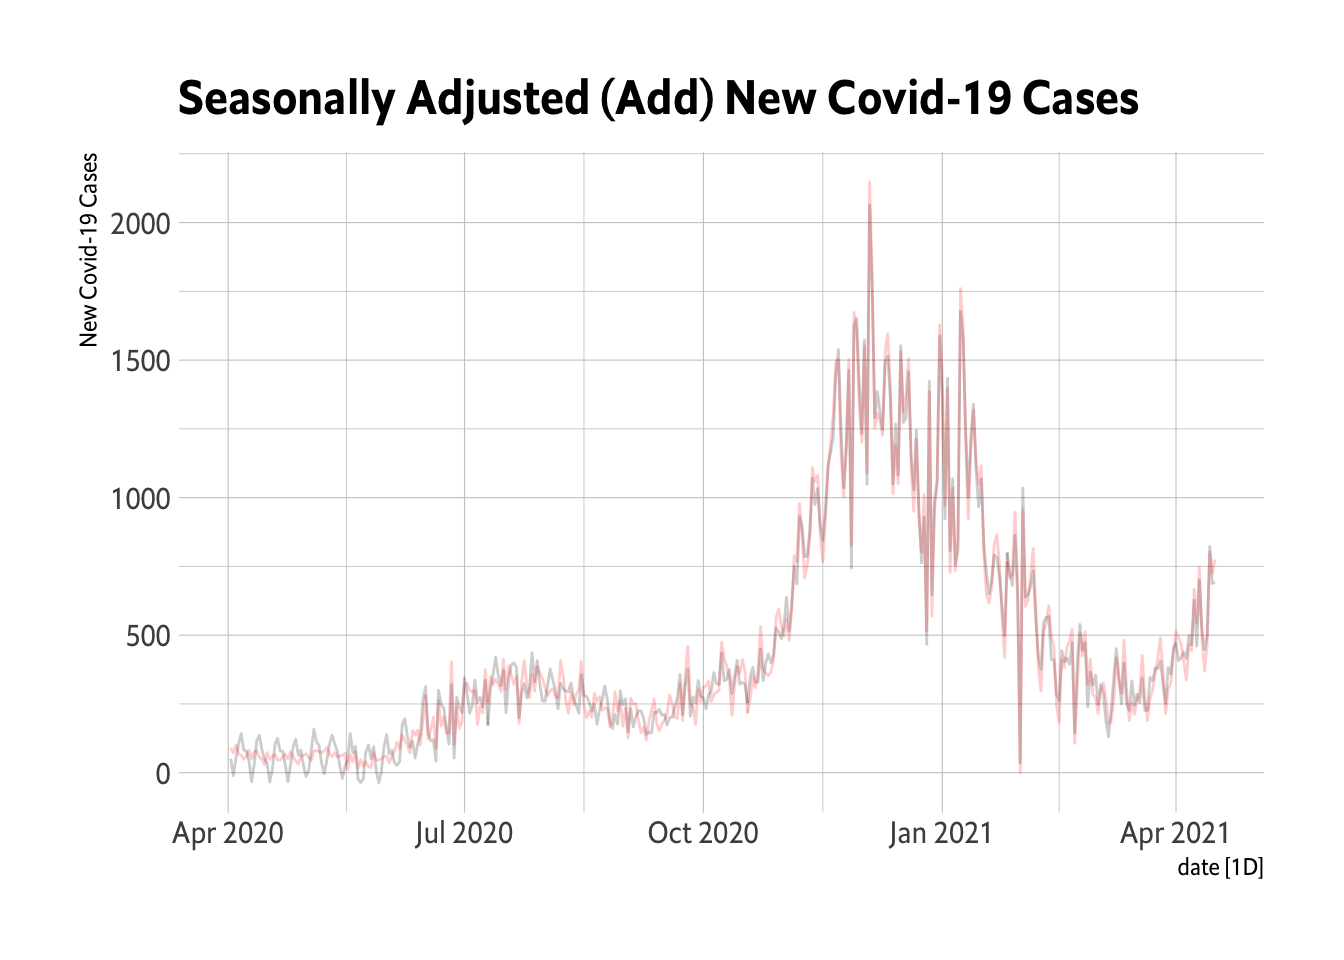 Seasonally Adjusted (Add) New Covid-19 Cases
New Covid-19 Cases
2000
1500
1000
500
0
Apr 2020
Jul 2020
Oct 2020
Jan 2021
Apr 2021
date [1D]